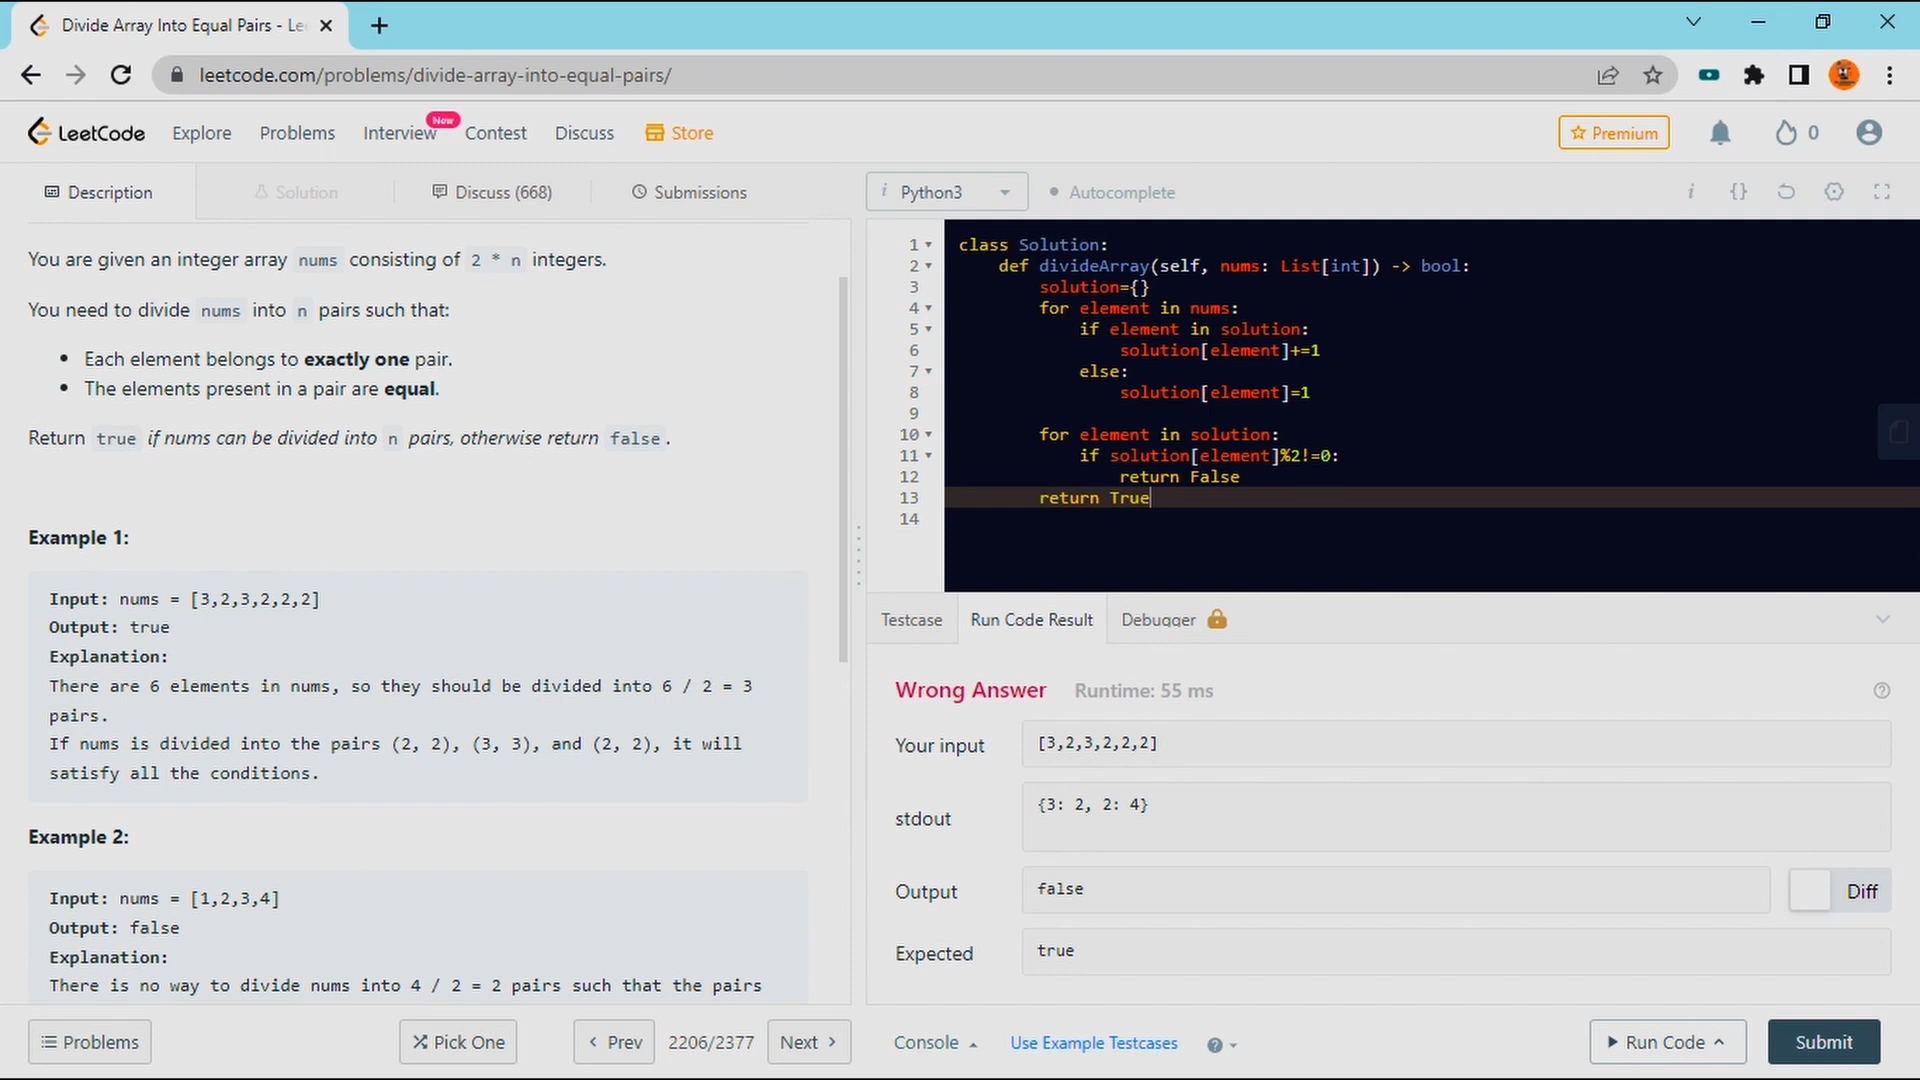 Divide Array Into Equal Pairs - Le
leetcode.com/problems/divide-array-into-equal-pairs/
LeetCode Explore Problems Interview New Contest Discuss Store Premium 0
Description Solution Discuss (668) Submissions
i Python3 Autocomplete i {}
You are given an integer array nums consisting of 2 * n integers.
You need to divide nums into n pairs such that:
• Each element belongs to exactly one pair.
• The elements present in a pair are equal.
Return true if nums can be divided into n pairs, otherwise return false.
Example 1:
Input: nums = [3,2,3,2,2,2]
Output: true
Explanation:
There are 6 elements in nums, so they should be divided into 6 / 2 = 3
pairs.
If nums is divided into the pairs (2, 2), (3, 3), and (2, 2), it will
satisfy all the conditions.
Example 2:
Input: nums = [1,2,3,4]
Output: false
Explanation:
There is no way to divide nums into 4 / 2 = 2 pairs such that the pairs
1 class Solution:
2     def divideArray(self, nums: List[int]) -> bool:
3         solution={}
4         for element in nums:
5             if element in solution:
6                 solution[element]+=1
7             else:
8                 solution[element]=1
9
10         for element in solution:
11             if solution[element]%2!=0:
12                 return False
13         return True
14
Testcase Run Code Result Debugger
Wrong Answer Runtime: 55 ms
Your input [3,2,3,2,2,2]
stdout {3: 2, 2: 4}
Output false Diff
Expected true
Problems Pick One Prev 2206/2377 Next Console Use Example Testcases Run Code Submit